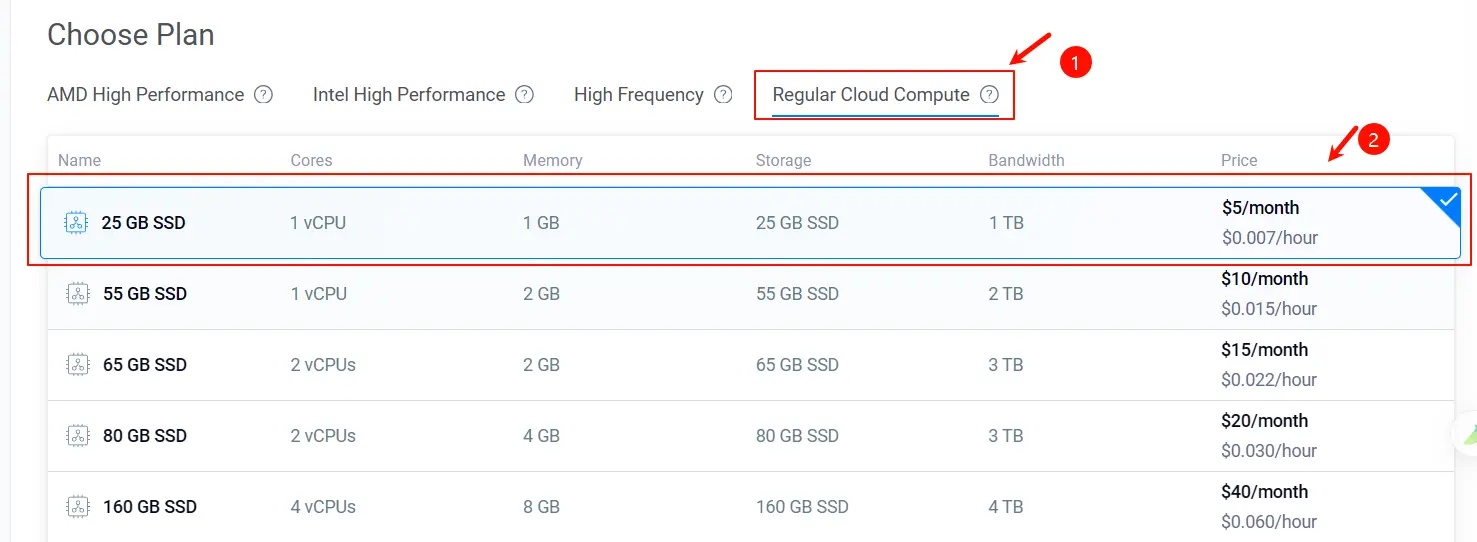 Choose Plan
1
AMD High Performance ? Intel High Performance ? High Frequency ? Regular Cloud Compute ?
2
Name Cores Memory Storage Bandwidth Price
25 GB SSD 1 vCPU 1 GB 25 GB SSD 1 TB $5/month
$0.007/hour
55 GB SSD 1 vCPU 2 GB 55 GB SSD 2 TB $10/month
$0.015/hour
65 GB SSD 2 vCPUs 2 GB 65 GB SSD 3 TB $15/month
$0.022/hour
80 GB SSD 2 vCPUs 4 GB 80 GB SSD 3 TB $20/month
$0.030/hour
160 GB SSD 4 vCPUs 8 GB 160 GB SSD 4 TB $40/month
$0.060/hour